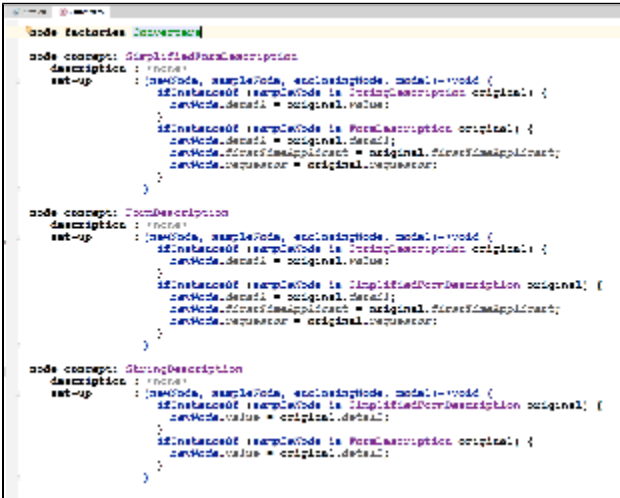 node factories Converters
node concept: SimplifiedFormDescription
description : <none>
set-up : (newNode, sampleNode, enclosingNode, model)->void {
ifInstanceOf (sampleNode is StringDescription original) {
newNode.detail = original.value;
}
ifInstanceOf (sampleNode is FormDescription original) {
newNode.detail = original.detail;
newNode.firstTimeApplicant = original.firstTimeApplicant;
newNode.requestor = original.requestor;
}
}
node concept: FormDescription
description : <none>
set-up : (newNode, sampleNode, enclosingNode, model)->void {
ifInstanceOf (sampleNode is StringDescription original) {
newNode.detail = original.value;
}
ifInstanceOf (sampleNode is SimplifiedFormDescription original) {
newNode.detail = original.detail;
newNode.firstTimeApplicant = original.firstTimeApplicant;
newNode.requestor = original.requestor;
}
}
node concept: StringDescription
description : <none>
set-up : (newNode, sampleNode, enclosingNode, model)->void {
ifInstanceOf (sampleNode is SimplifiedFormDescription original) {
newNode.value = original.detail;
}
ifInstanceOf (sampleNode is FormDescription original) {
newNode.value = original.detail;
}
}